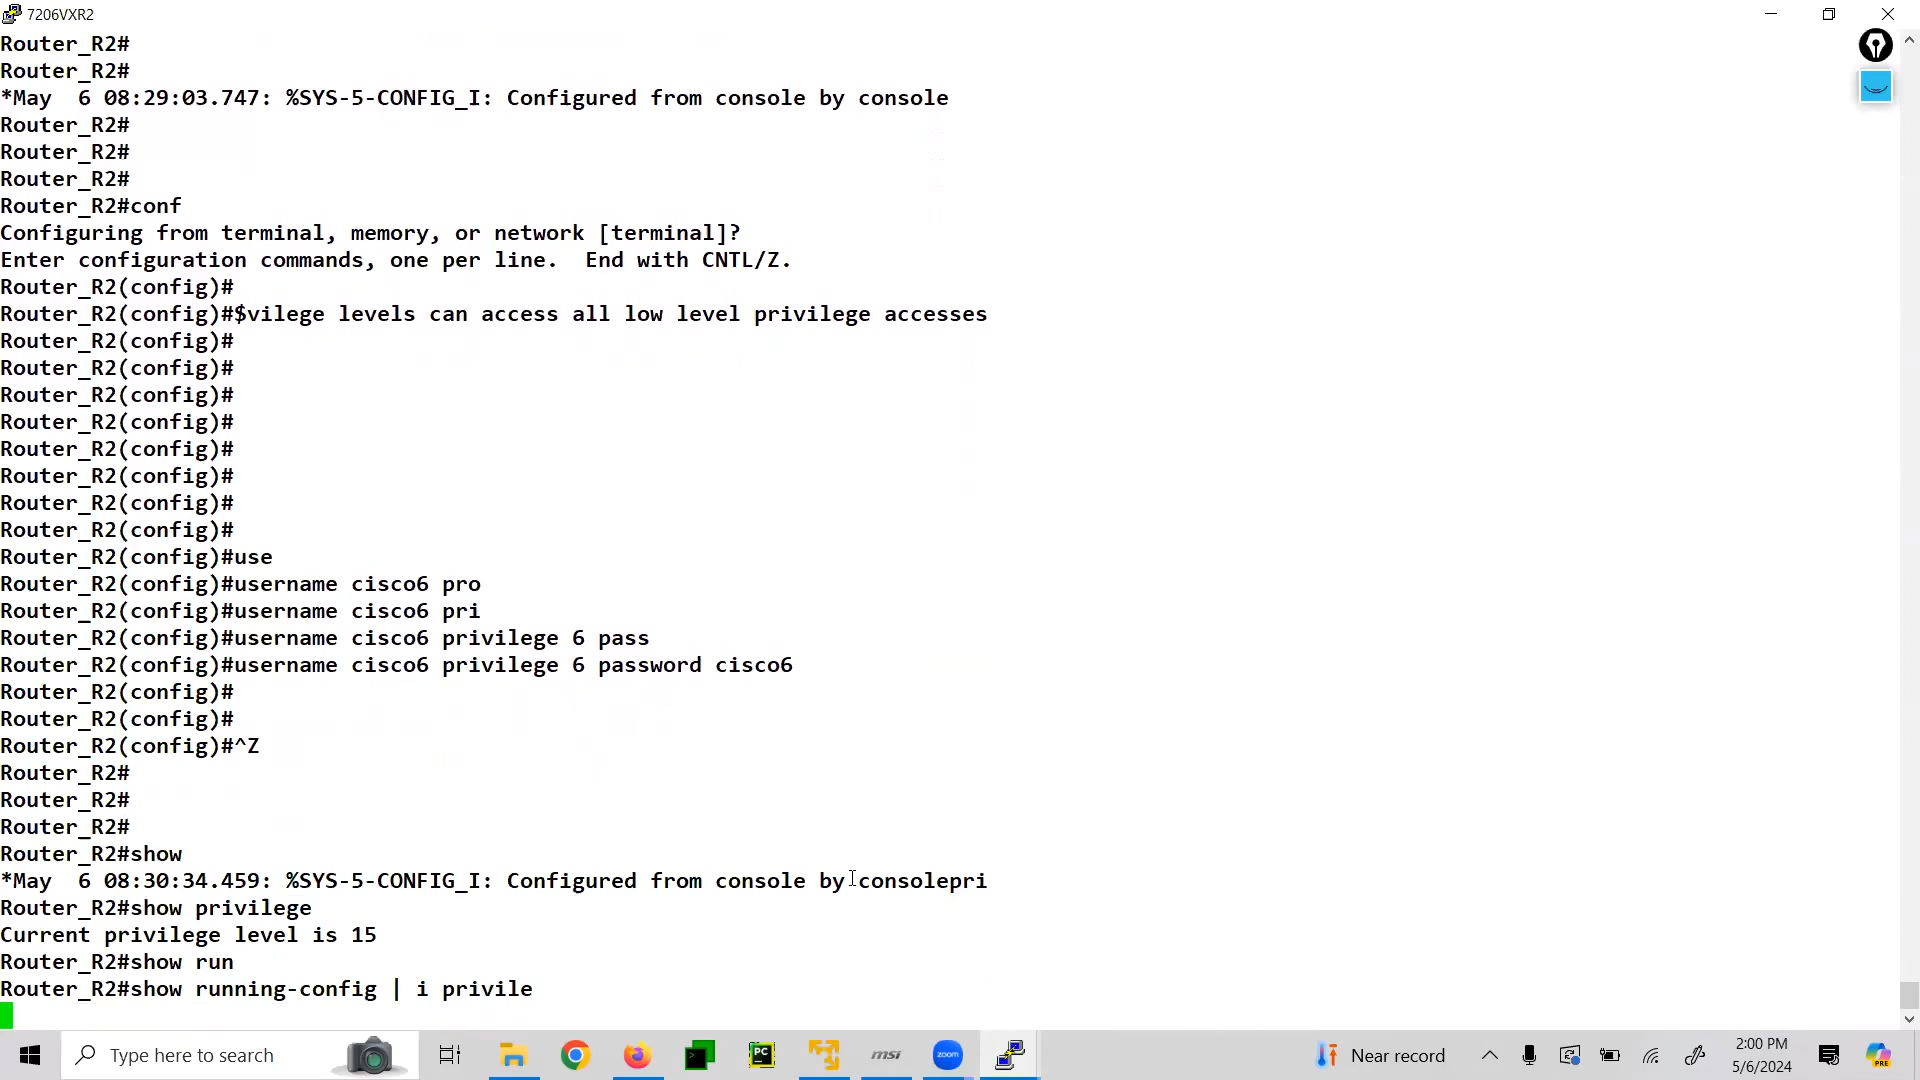 7206VXR2
Router_R2#
Router_R2#
*May  6 08:29:03.747: %SYS-5-CONFIG_I: Configured from console by console
Router_R2#
Router_R2#
Router_R2#
Router_R2#conf
Configuring from terminal, memory, or network [terminal]?
Enter configuration commands, one per line.  End with CNTL/Z.
Router_R2(config)#
Router_R2(config)#$vilege levels can access all low level privilege accesses
Router_R2(config)#
Router_R2(config)#
Router_R2(config)#
Router_R2(config)#
Router_R2(config)#
Router_R2(config)#
Router_R2(config)#
Router_R2(config)#
Router_R2(config)#use
Router_R2(config)#username cisco6 pro
Router_R2(config)#username cisco6 pri
Router_R2(config)#username cisco6 privilege 6 pass
Router_R2(config)#username cisco6 privilege 6 password cisco6
Router_R2(config)#
Router_R2(config)#
Router_R2(config)#^Z
Router_R2#
Router_R2#
Router_R2#
Router_R2#show
*May  6 08:30:34.459: %SYS-5-CONFIG_I: Configured from console by consolepri
Router_R2#show privilege
Current privilege level is 15
Router_R2#show run
Router_R2#show running-config | i privile
Type here to search
PC
msi
zoom
Near record
2:00 PM
5/6/2024
PRE